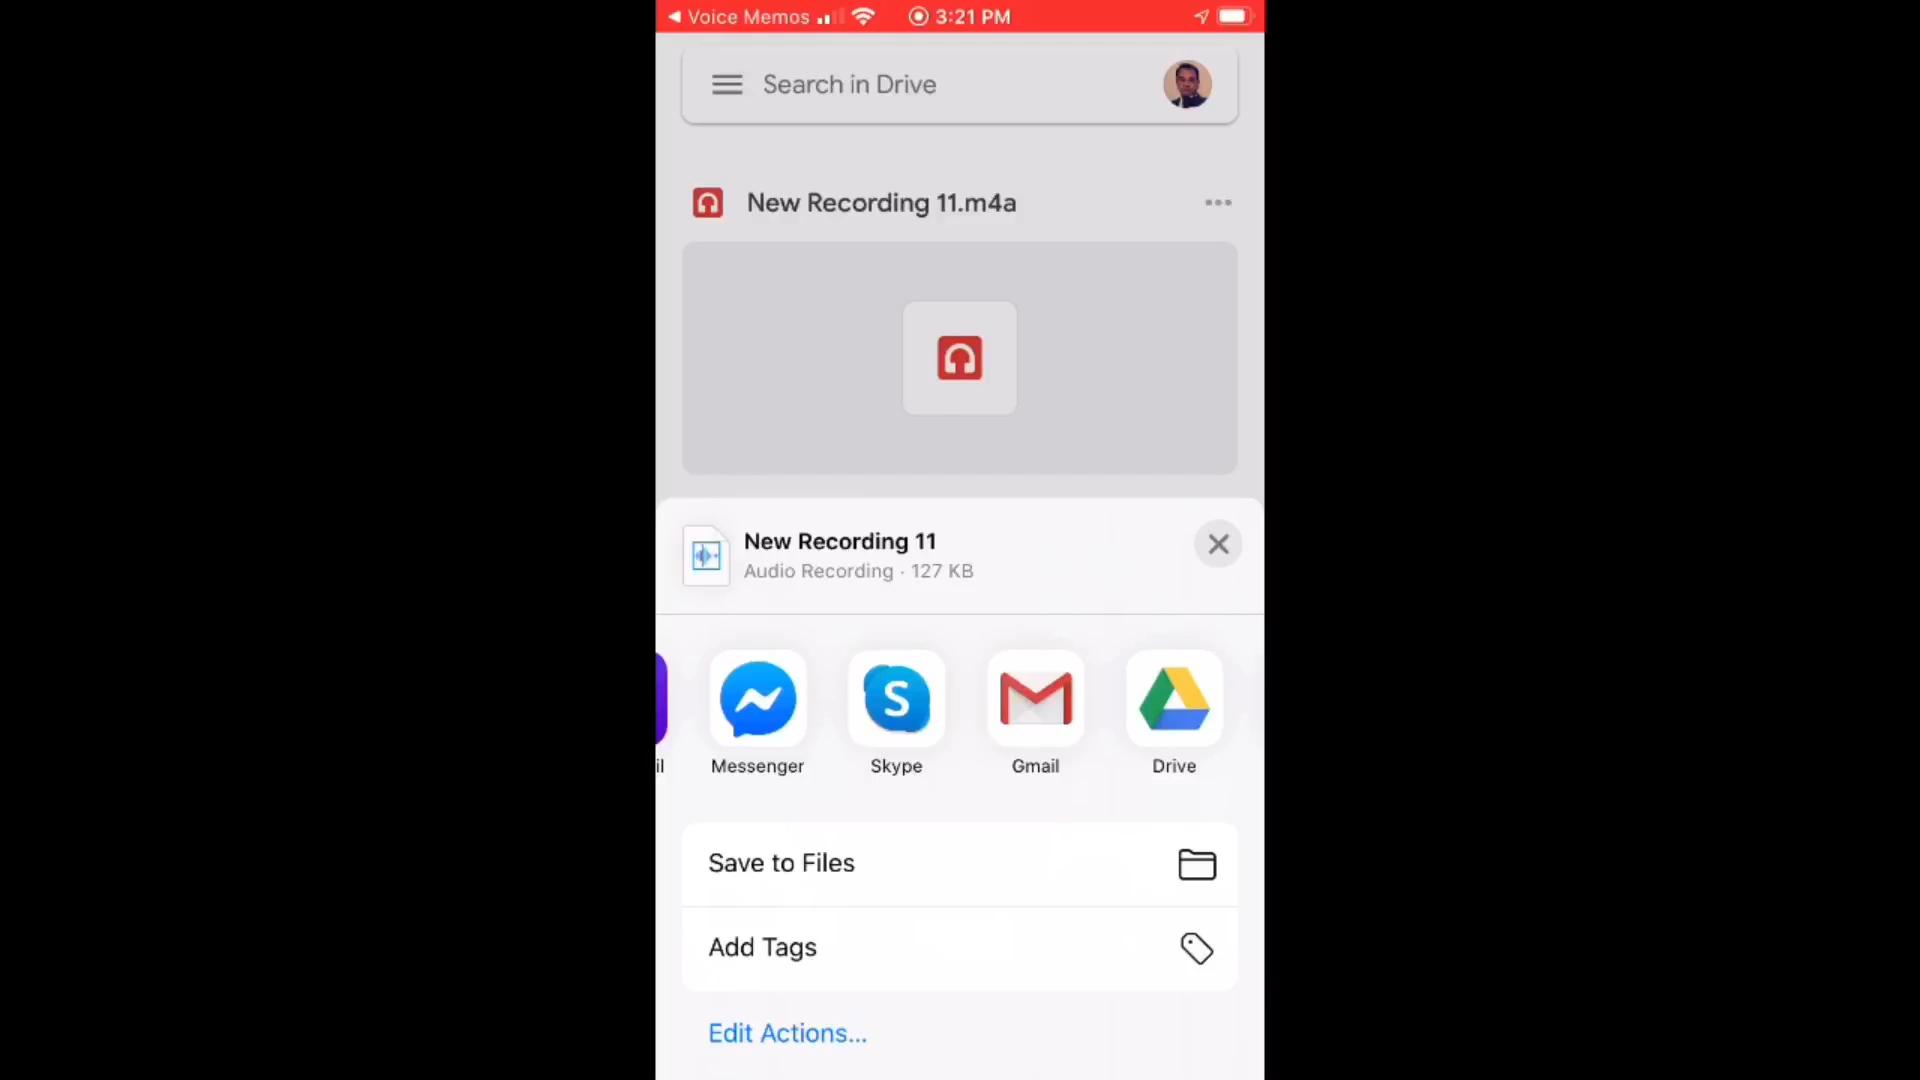 Voice Memos 3:21 PM
Search in Drive
New Recording 11.m4a
New Recording 11
Audio Recording · 127 KB
il Messenger Skype Gmail Drive
Save to Files
Add Tags
Edit Actions...